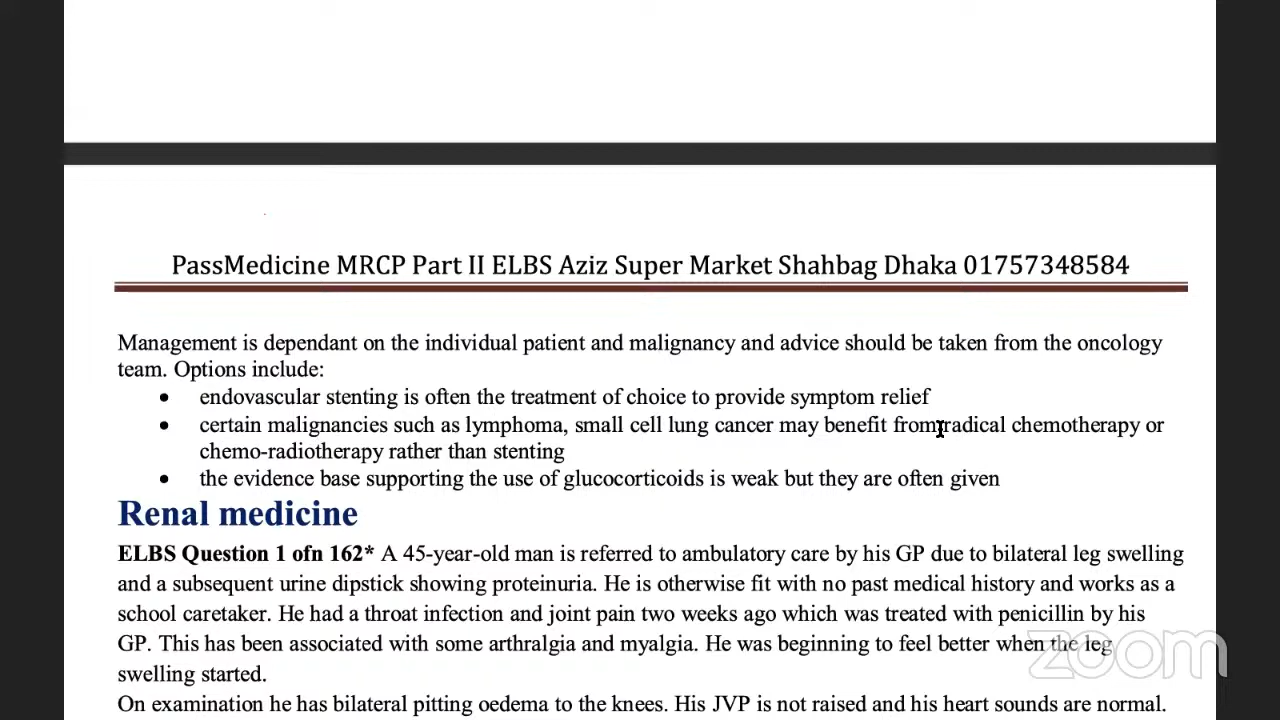 PassMedicine MRCP Part II ELBS Aziz Super Market Shahbag Dhaka 01757348584
Management is dependant on the individual patient and malignancy and advice should be taken from the oncology
team. Options include:
• endovascular stenting is often the treatment of choice to provide symptom relief
• certain malignancies such as lymphoma, small cell lung cancer may benefit from radical chemotherapy or
chemo-radiotherapy rather than stenting
• the evidence base supporting the use of glucocorticoids is weak but they are often given
Renal medicine
ELBS Question 1 ofn 162* A 45-year-old man is referred to ambulatory care by his GP due to bilateral leg swelling
and a subsequent urine dipstick showing proteinuria. He is otherwise fit with no past medical history and works as a
school caretaker. He had a throat infection and joint pain two weeks ago which was treated with penicillin by his
GP. This has been associated with some arthralgia and myalgia. He was beginning to feel better when the leg
swelling started.
On examination he has bilateral pitting oedema to the knees. His JVP is not raised and his heart sounds are normal.
zoom